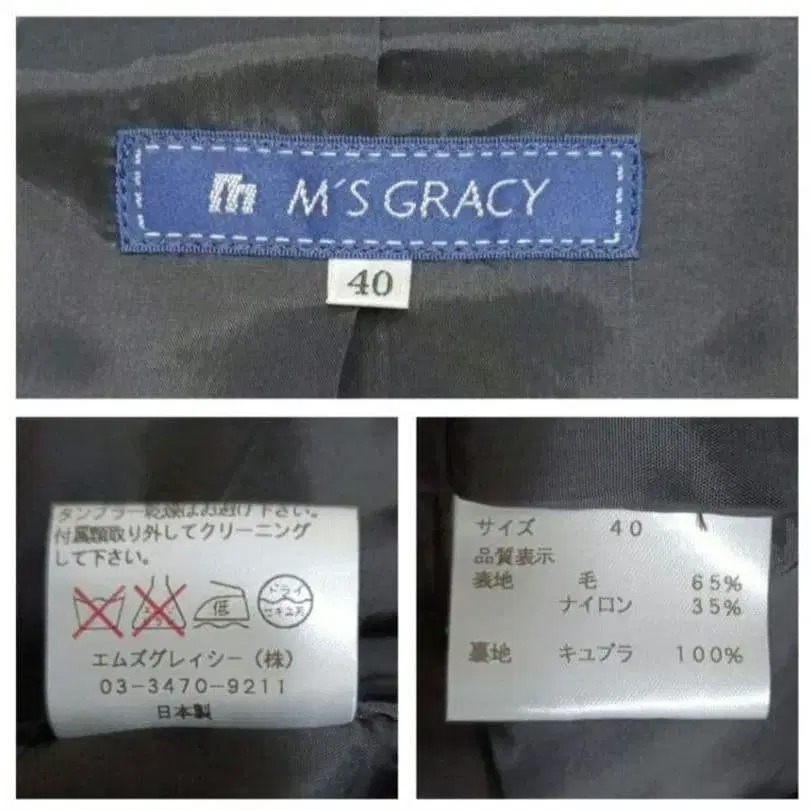 M'S GRACY
40
タンブラー乾燥はお避け下さい。
付属類取り外してクリーニング
して下さい。
低
ドライ
セキユ系
エムズグレイシー(株)
03-3470-9211
日本製
サイズ 40
品質表示
表地 毛 65%
ナイロン 35%
裏地 キュプラ 100%